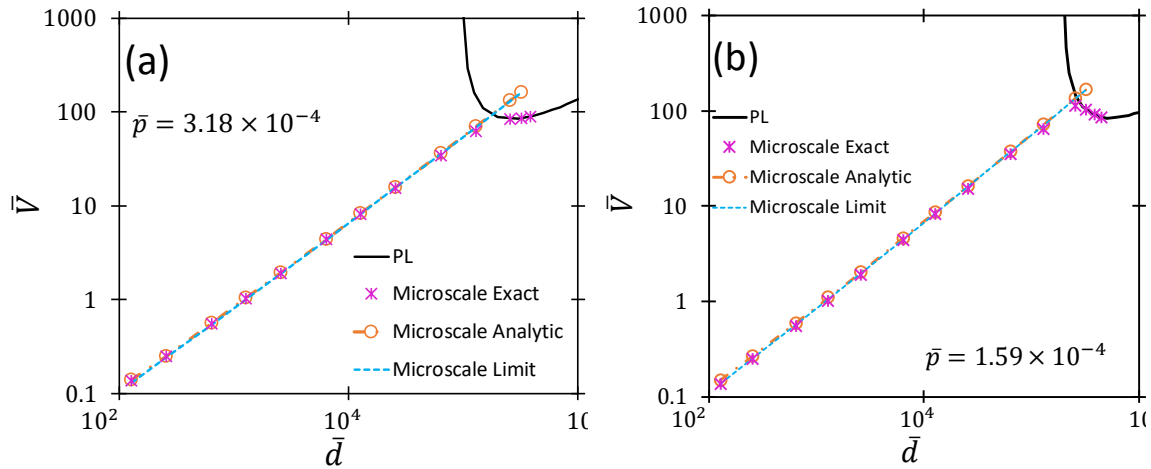 1000
100
10
1
0.1
V̄
(a)
p̄ = 3.18 × 10⁻⁴
PL
Microscale Exact
Microscale Analytic
Microscale Limit
10²
10⁴
d̄
1000
100
10
1
0.1
V̄
(b)
PL
Microscale Exact
Microscale Analytic
Microscale Limit
p̄ = 1.59 × 10⁻⁴
10²
10⁴
d̄